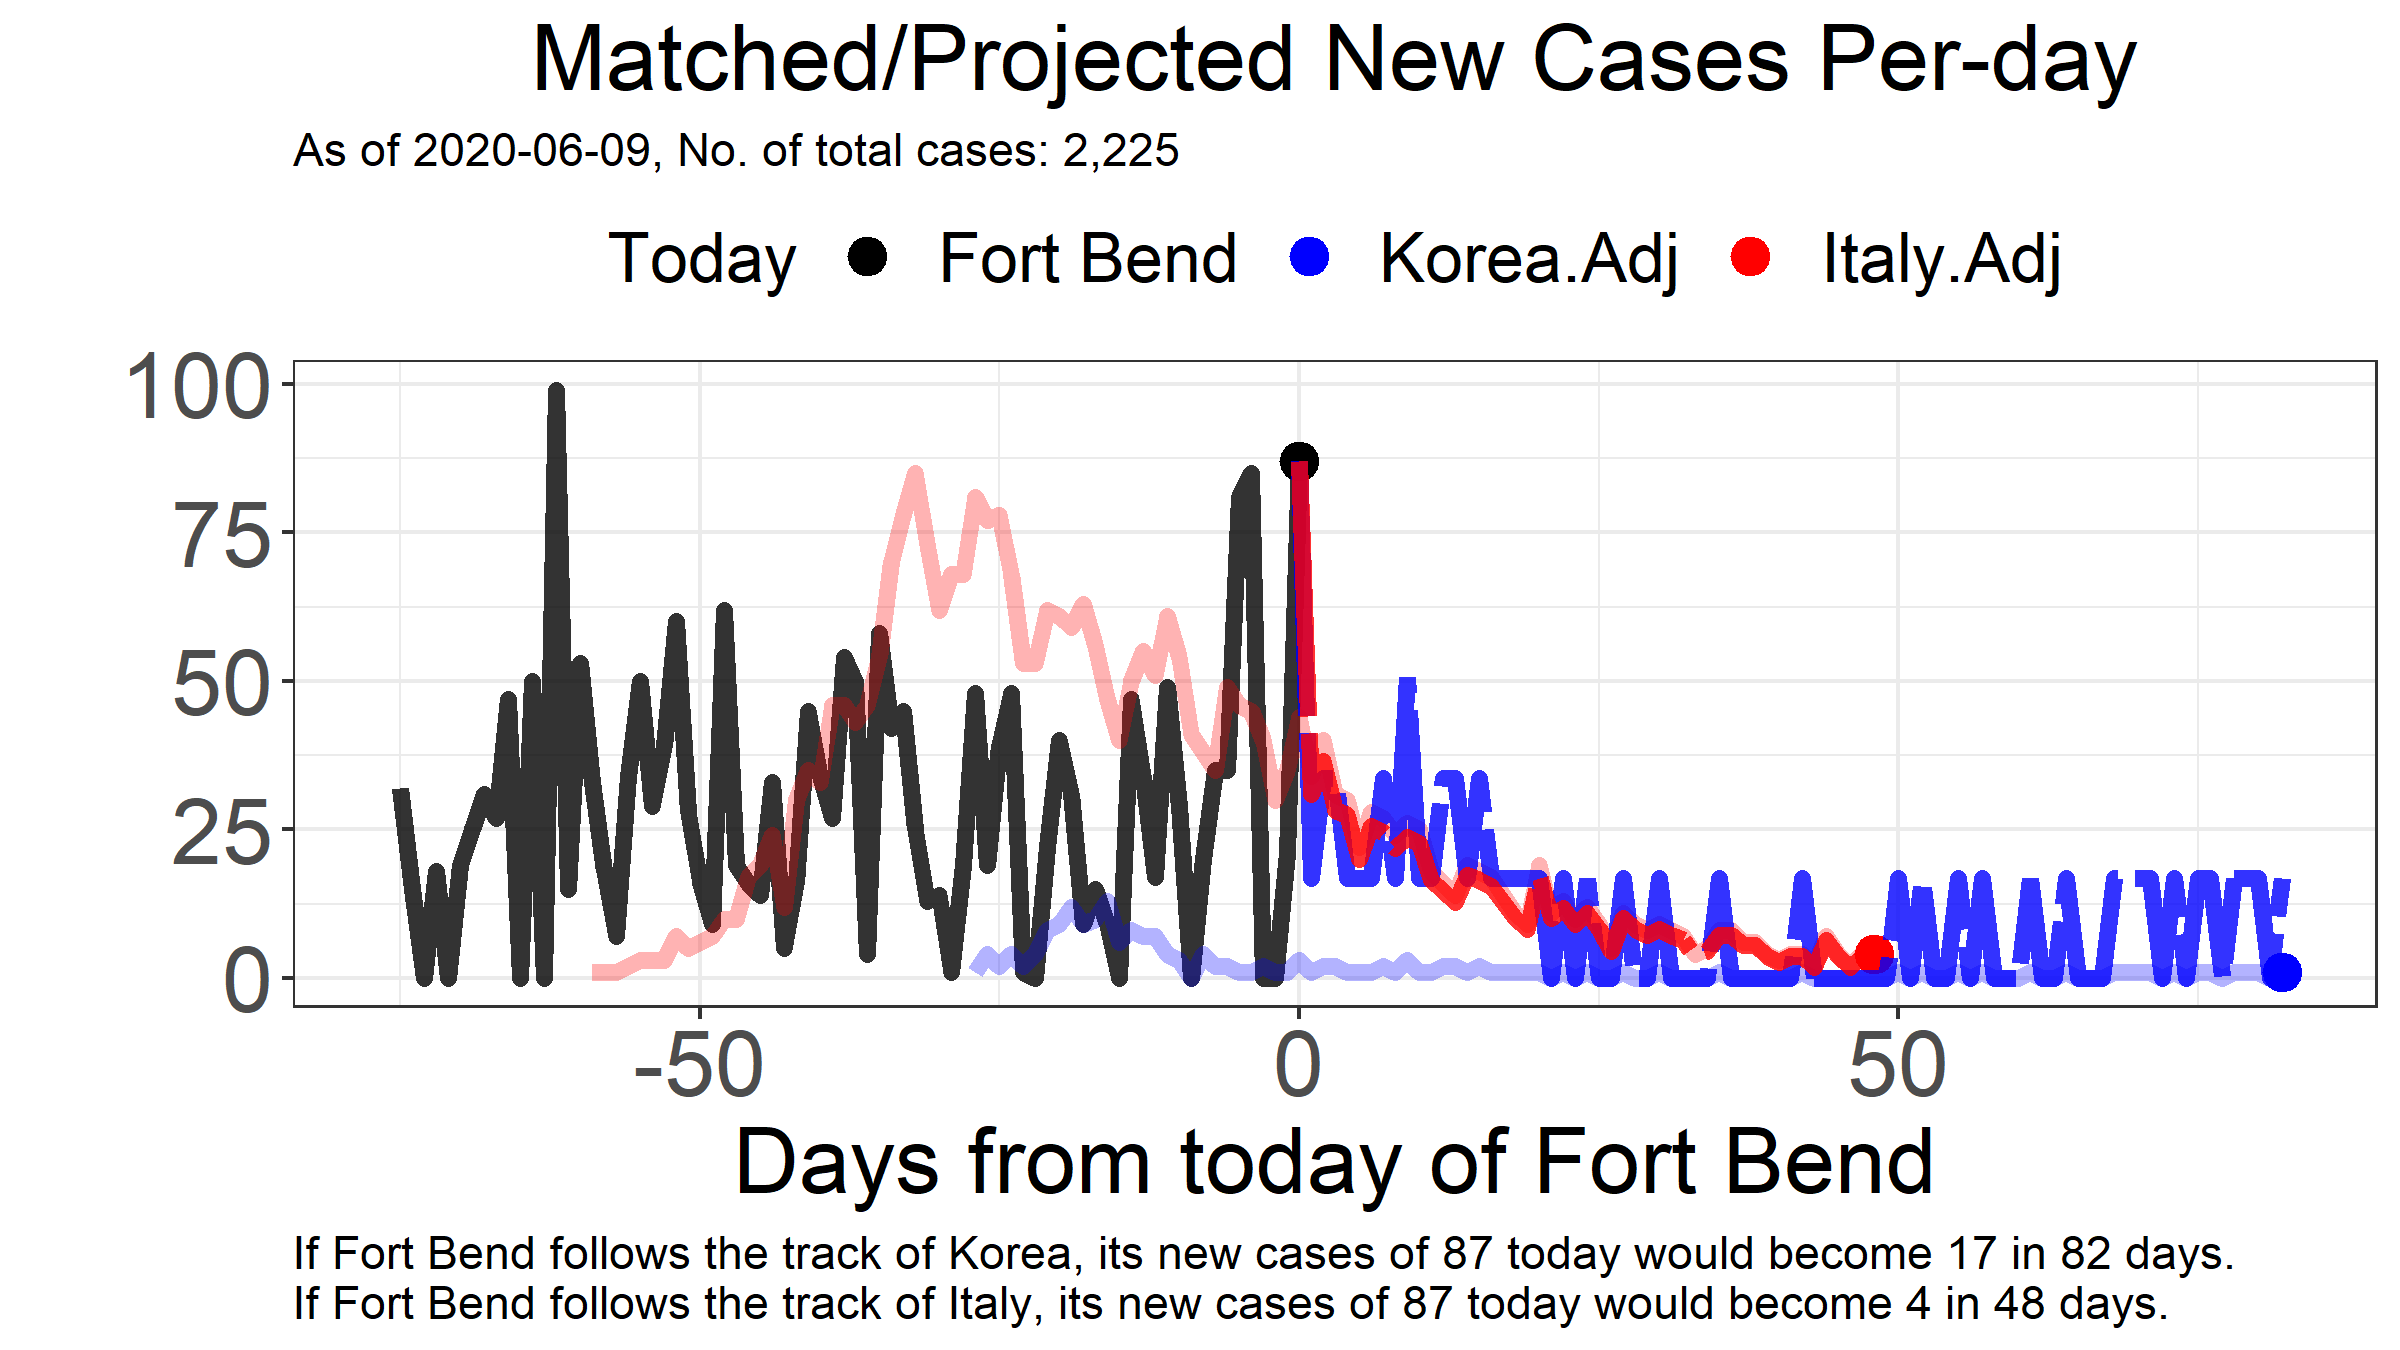 Matched/Projected New Cases Per-day
As of 2020-06-09, No. of total cases: 2,225
Today Fort Bend Korea.Adj Italy.Adj
100
75
50
25
0
-50 0 50
Days from today of Fort Bend
If Fort Bend follows the track of Korea, its new cases of 87 today would become 17 in 82 days.
If Fort Bend follows the track of Italy, its new cases of 87 today would become 4 in 48 days.